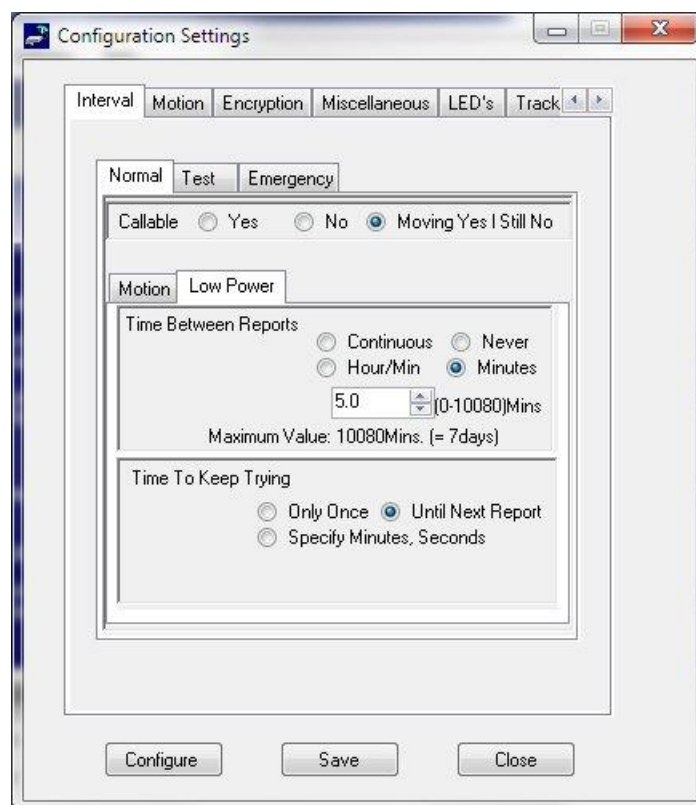 Configuration Settings
Interval Motion Encryption Miscellaneous LED's Track
Normal Test Emergency
Callable Yes No Moving Yes I Still No
Motion Low Power
Time Between Reports
Continuous Never
Hour/Min Minutes
5.0 (0-10080)Mins
Maximum Value: 10080Mins. (= 7days)
Time To Keep Trying
Only Once Until Next Report
Specify Minutes, Seconds
Configure Save Close